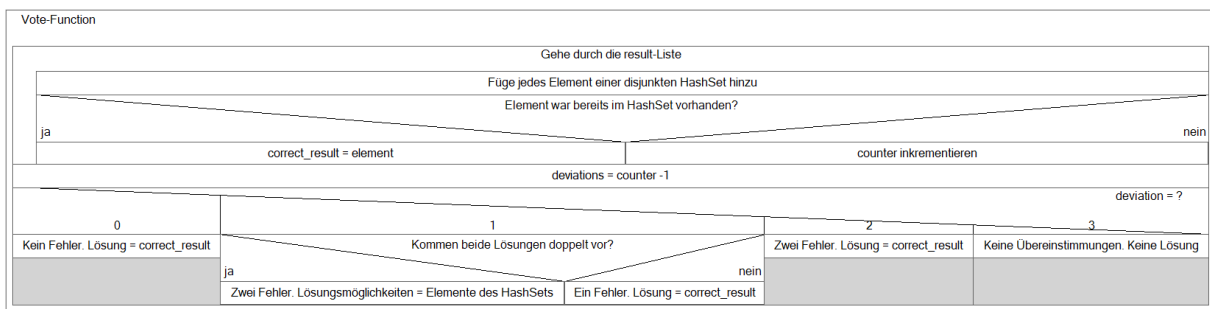 Vote-Function
Gehe durch die result-Liste
Füge jedes Element einer disjunkten HashSet hinzu
Element war bereits im HashSet vorhanden?
ja
nein
correct_result = element
counter inkrementieren
deviations = counter -1
deviation = ?
0
1
2
3
Kein Fehler. Lösung = correct_result
Kommen beide Lösungen doppelt vor?
Zwei Fehler. Lösung = correct_result
Keine Übereinstimmungen. Keine Lösung
ja
nein
Zwei Fehler. Lösungsmöglichkeiten = Elemente des HashSets
Ein Fehler. Lösung = correct_result